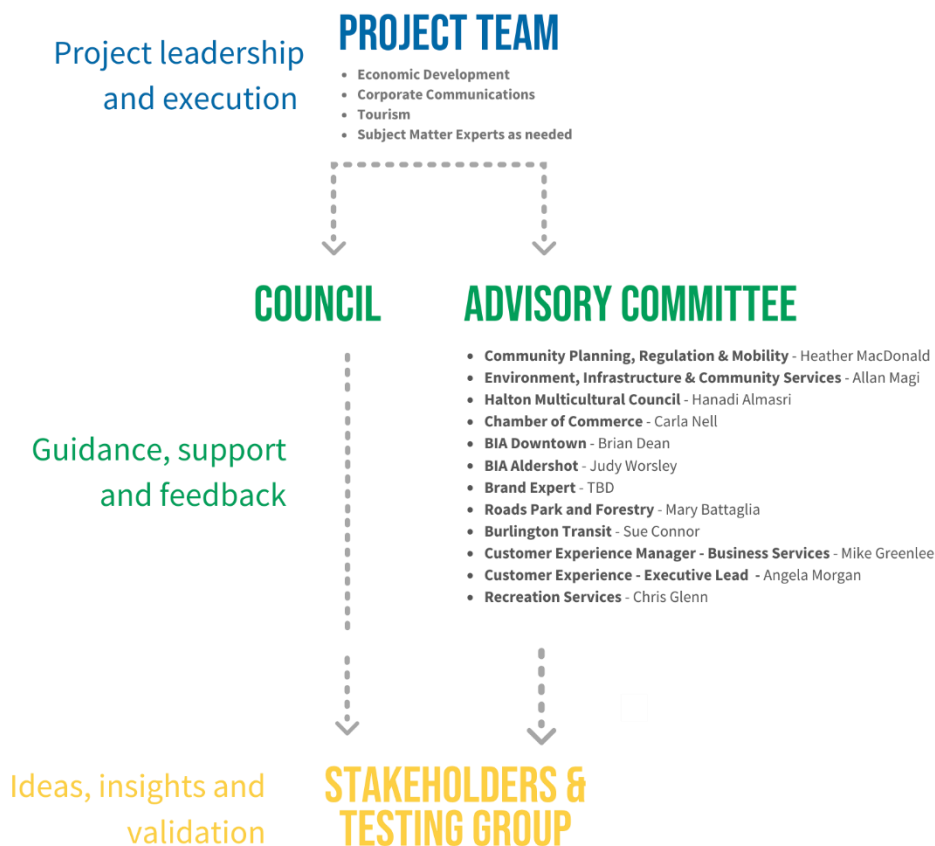 Project leadership
and execution
PROJECT TEAM
• Economic Development
• Corporate Communications
• Tourism
• Subject Matter Experts as needed
COUNCIL
ADVISORY COMMITTEE
• Community Planning, Regulation & Mobility - Heather MacDonald
• Environment, Infrastructure & Community Services - Allan Magi
• Halton Multicultural Council - Hanadi Almasri
• Chamber of Commerce - Carla Nell
• BIA Downtown - Brian Dean
• BIA Aldershot - Judy Worsley
• Brand Expert - TBD
• Roads Park and Forestry - Mary Battaglia
• Burlington Transit - Sue Connor
• Customer Experience Manager - Business Services - Mike Greenlee
• Customer Experience - Executive Lead - Angela Morgan
• Recreation Services - Chris Glenn
Guidance, support
and feedback
Ideas, insights and
validation
STAKEHOLDERS &
TESTING GROUP